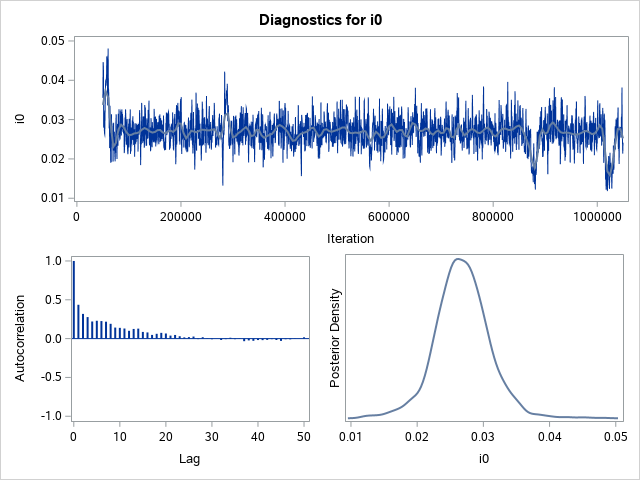 Diagnostics for i0
0.05
0.04
0.03
0.02
0.01
i0
0 200000 400000 600000 800000 1000000
Iteration
1.0
0.5
0.0
-0.5
-1.0
Autocorrelation
0 10 20 30 40 50
Lag
Posterior Density
0.01 0.02 0.03 0.04 0.05
i0